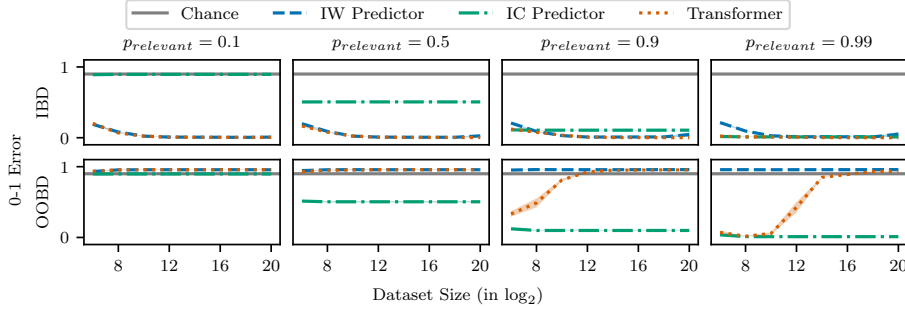 Chance IW Predictor IC Predictor Transformer
p_relevant = 0.1 p_relevant = 0.5 p_relevant = 0.9 p_relevant = 0.99
0-1 Error
IBD
1
0
OOBD
1
0
8 12 16 20 8 12 16 20 8 12 16 20 8 12 16 20
Dataset Size (in log₂)